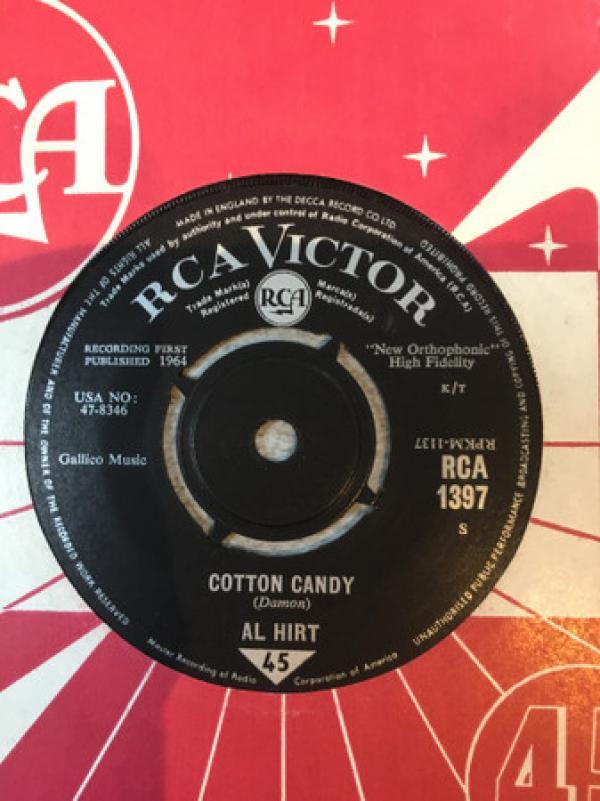 CA
ALL RIGHTS OF THE MANUFACTURER AND OF THE OWNER OF THE RECORDED WORK RESERVED
MADE IN ENGLAND BY THE DECCA RECORD CO LTD.
UNAUTHORISED PUBLIC PERFORMANCE BROADCASTING AND COPYING OF THIS RECORD PROHIBITED
Trade Marks used by authority and under control of Radio Corporation of America (R.C.A)
RCA VICTOR
Trade Mark(s)
Registered
RCA
Marca(s)
Registrada(s)
RECORDING FIRST
PUBLISHED 1964
"New Orthophonic"
High Fidelity
K/T
USA NO:
47-8346
RPKM-1137
Gallico Music
RCA
1397
S
COTTON CANDY
(Damon)
AL HIRT
45
Master Recording of Radio Corporation of America
45